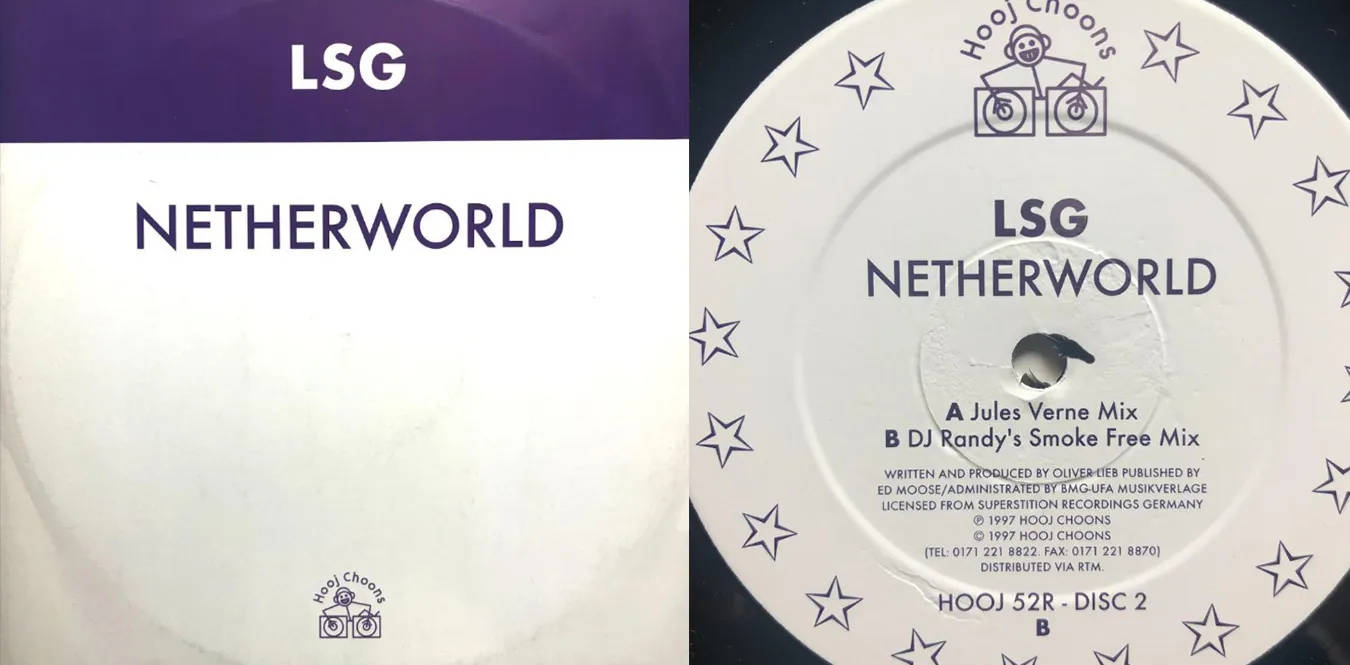 LSG
NETHERWORLD
Hooj Choons
Hooj Choons
LSG
NETHERWORLD
A Jules Verne Mix
B DJ Randy's Smoke Free Mix
WRITTEN AND PRODUCED BY OLIVER LIEB PUBLISHED BY
ED MOOSE/ADMINISTRATED BY BMG-UFA MUSIKVERLAGE
LICENSED FROM SUPERSTITION RECORDINGS GERMANY
℗ 1997 HOOJ CHOONS
© 1997 HOOJ CHOONS
(TEL: 0171 221 8822. FAX: 0171 221 8870)
DISTRIBUTED VIA RTM.
HOOJ 52R - DISC 2
B